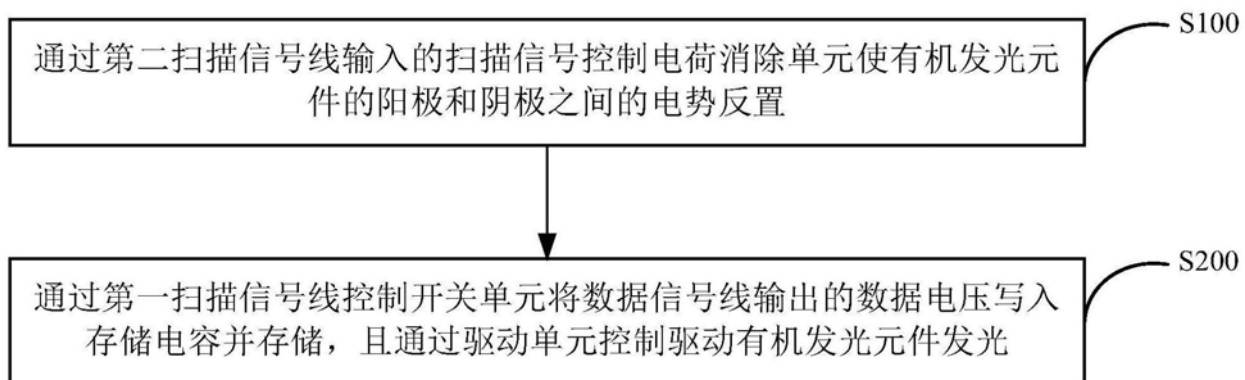 S100
通过第二扫描信号线输入的扫描信号控制电荷消除单元使有机发光元
件的阳极和阴极之间的电势反置
S200
通过第一扫描信号线控制开关单元将数据信号线输出的数据电压写入
存储电容并存储，且通过驱动单元控制驱动有机发光元件发光